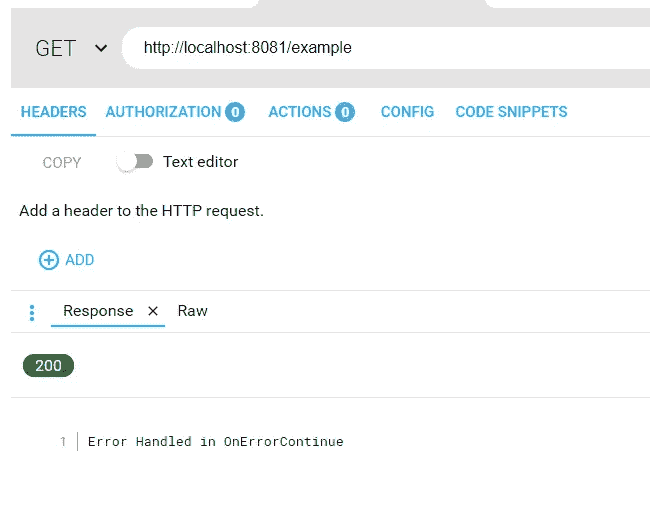 GET http://localhost:8081/example
HEADERS AUTHORIZATION 0 ACTIONS 0 CONFIG CODE SNIPPETS
COPY Text editor
Add a header to the HTTP request.
ADD
Response × Raw
200
1 Error Handled in OnErrorContinue